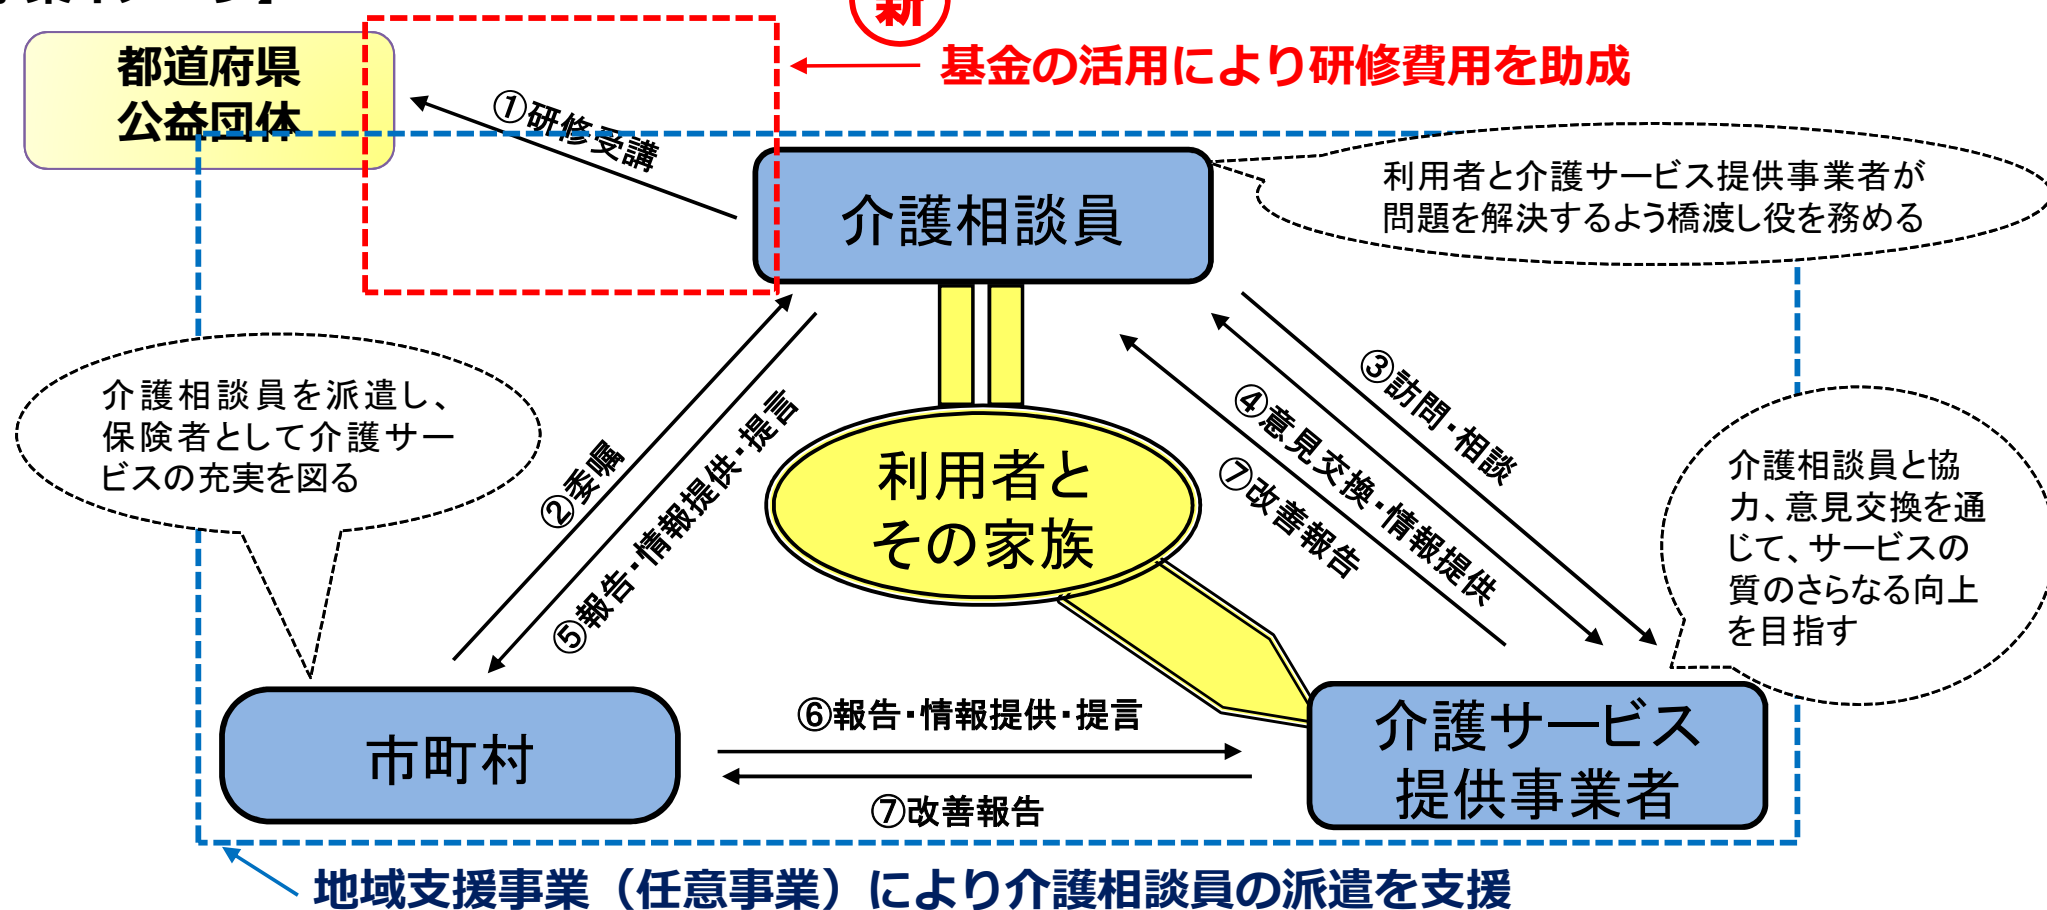 新
基金の活用により研修費用を助成
都道府県
公益団体
①研修受講
介護相談員
利用者と介護サービス提供事業者が
問題を解決するよう橋渡し役を務める
介護相談員を派遣し、
保険者として介護サー
ビスの充実を図る
②委嘱
⑤報告・情報提供・提言
利用者と
その家族
③訪問・相談
④意見交換・情報提供
⑦改善報告
介護相談員と協
力、意見交換を通
じて、サービスの
質のさらなる向上
を目指す
市町村
⑥報告・情報提供・提言
⑦改善報告
介護サービス
提供事業者
地域支援事業（任意事業）により介護相談員の派遣を支援